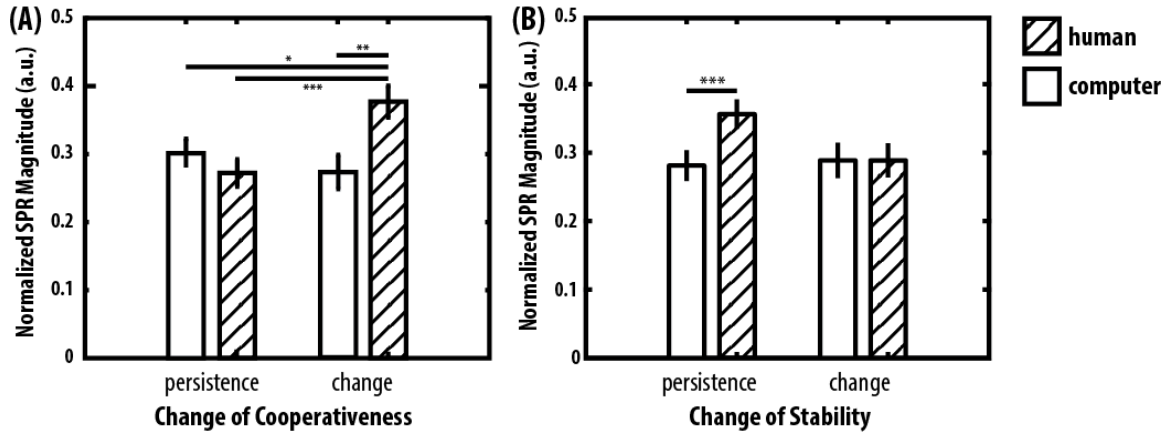 (A)
Normalized SPR Magnitude (a.u.)
0.5
0.4
0.3
0.2
0.1
0
*
**
***
persistence
change
Change of Cooperativeness
(B)
Normalized SPR Magnitude (a.u.)
0.5
0.4
0.3
0.2
0.1
0
***
persistence
change
Change of Stability
human
computer